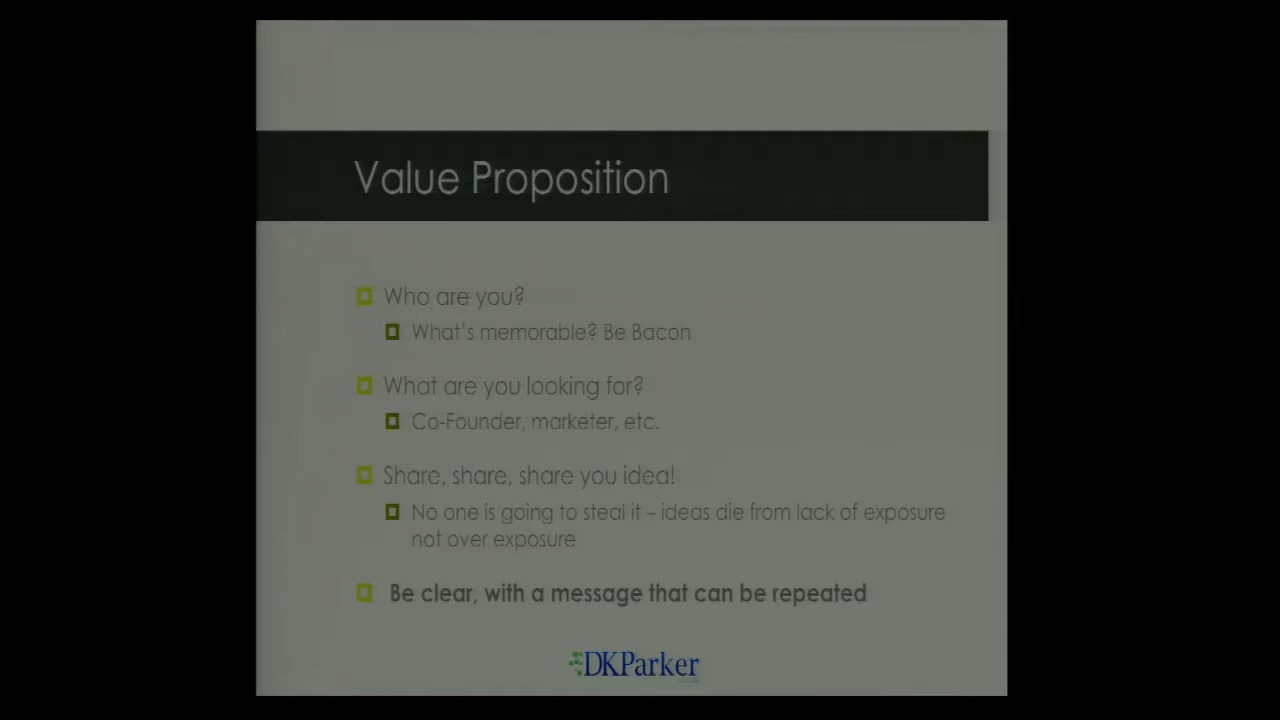 Value Proposition
Who are you?
What's memorable? Be Bacon
What are you looking for?
Co-Founder, marketer, etc.
Share, share, share you idea!
No one is going to steal it – ideas die from lack of exposure
not over exposure
Be clear, with a message that can be repeated
DKParker